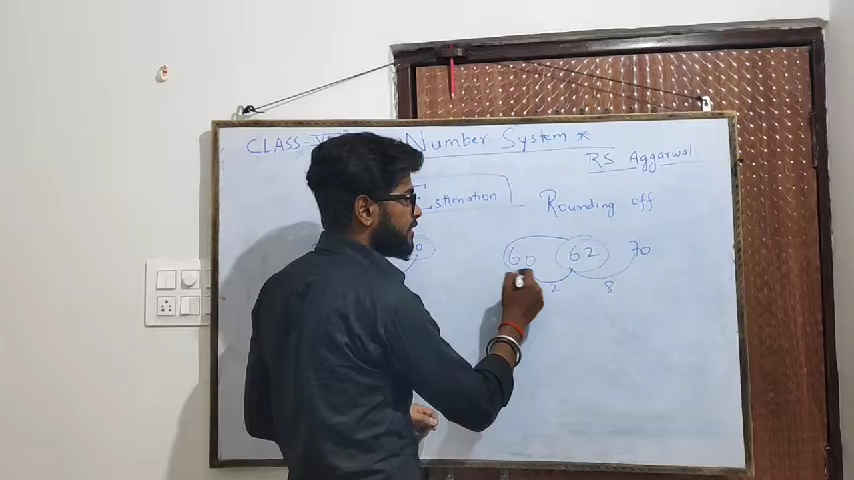 CLASS Number System *
RS Aggarwal
Estimation Rounding off
60 62 70
2 8